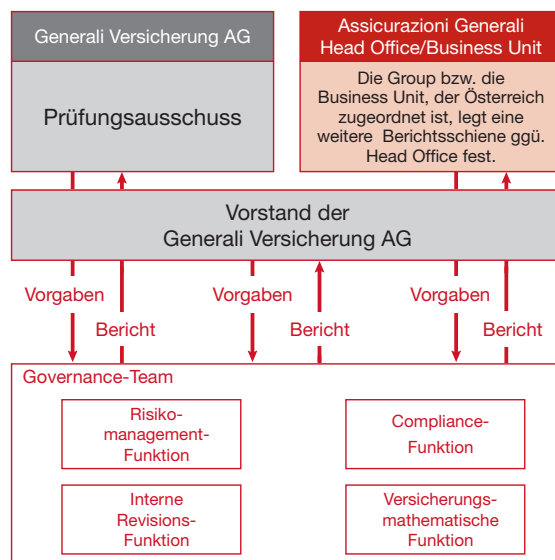 Generali Versicherung AG
Prüfungsausschuss
Assicurazioni Generali
Head Office/Business Unit
Die Group bzw. die
Business Unit, der Österreich
zugeordnet ist, legt eine
weitere Berichtsschiene ggü.
Head Office fest.
Vorstand der
Generali Versicherung AG
Vorgaben
Bericht
Vorgaben
Bericht
Vorgaben
Bericht
Governance-Team
Risiko-
management-
Funktion
Compliance-
Funktion
Interne
Revisions-
Funktion
Versicherungs-
mathematische
Funktion